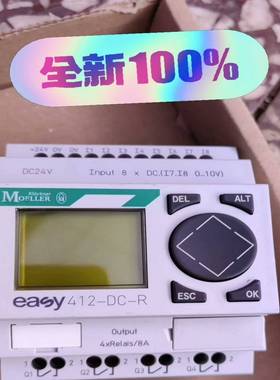 全新100%
+24V 0V 0V I1 I2 I3 I4 I5 I6 I7 I8
DC24V Input 8 x DC(I7,I8 0..10V)
Klöckner
MOELLER
DEL
ALT
ESC
OK
easy 412-DC-R
Output
4xRelais/8A
Q1
Q2
Q3
Q4